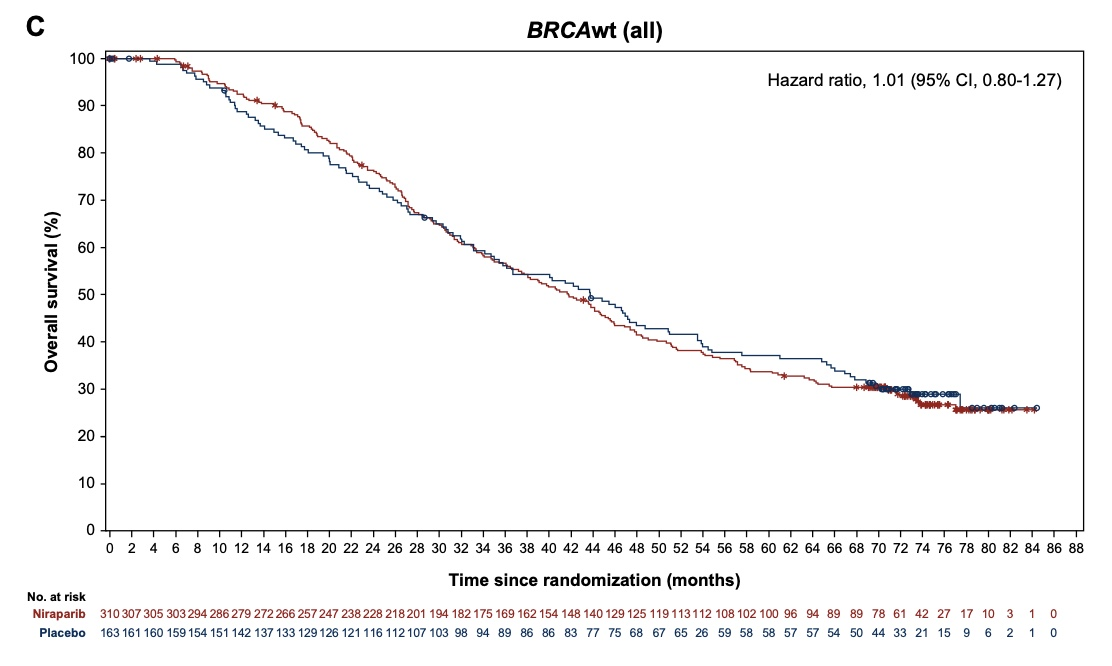 C
BRCAwt (all)
Hazard ratio, 1.01 (95% CI, 0.80-1.27)
Overall survival (%)
100
90
80
70
60
50
40
30
20
10
0
0 2 4 6 8 10 12 14 16 18 20 22 24 26 28 30 32 34 36 38 40 42 44 46 48 50 52 54 56 58 60 62 64 66 68 70 72 74 76 78 80 82 84 86 88
Time since randomization (months)
No. at risk
Niraparib 310 307 305 303 294 286 279 272 266 257 247 238 228 218 201 194 182 175 169 162 154 148 140 129 125 119 113 112 108 102 100 96 94 89 89 78 61 42 27 17 10 3 1 0
Placebo 163 161 160 159 154 151 142 137 133 129 126 121 116 112 107 103 98 94 89 86 86 83 77 75 68 67 65 26 59 58 58 57 57 54 50 44 33 21 15 9 6 2 1 0